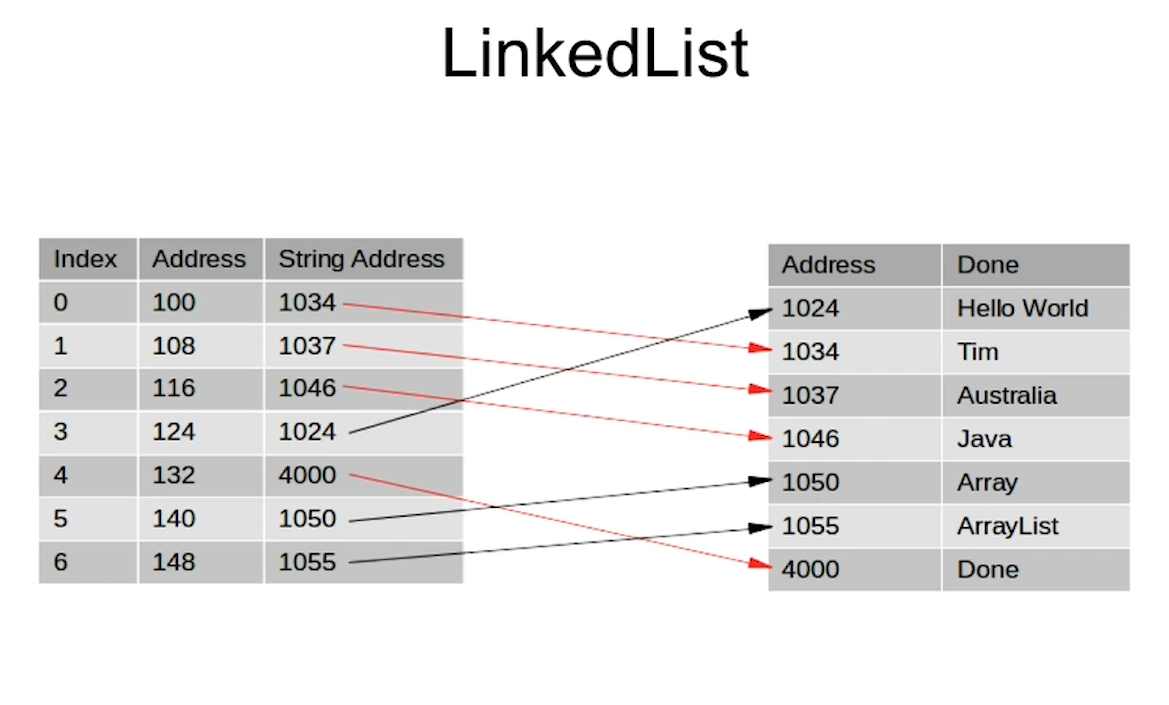 LinkedList
Index Address String Address
0 100 1034
1 108 1037
2 116 1046
3 124 1024
4 132 4000
5 140 1050
6 148 1055
Address Done
1024 Hello World
1034 Tim
1037 Australia
1046 Java
1050 Array
1055 ArrayList
4000 Done